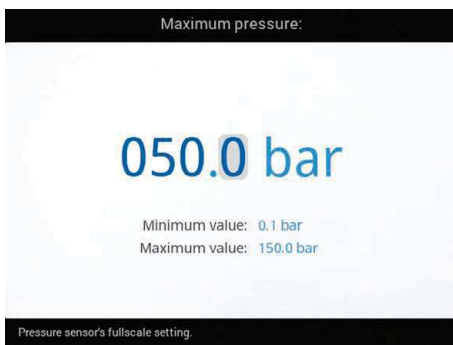 Maximum pressure:
050.0 bar
Minimum value: 0.1 bar
Maximum value: 150.0 bar
Pressure sensor's fullscale setting.